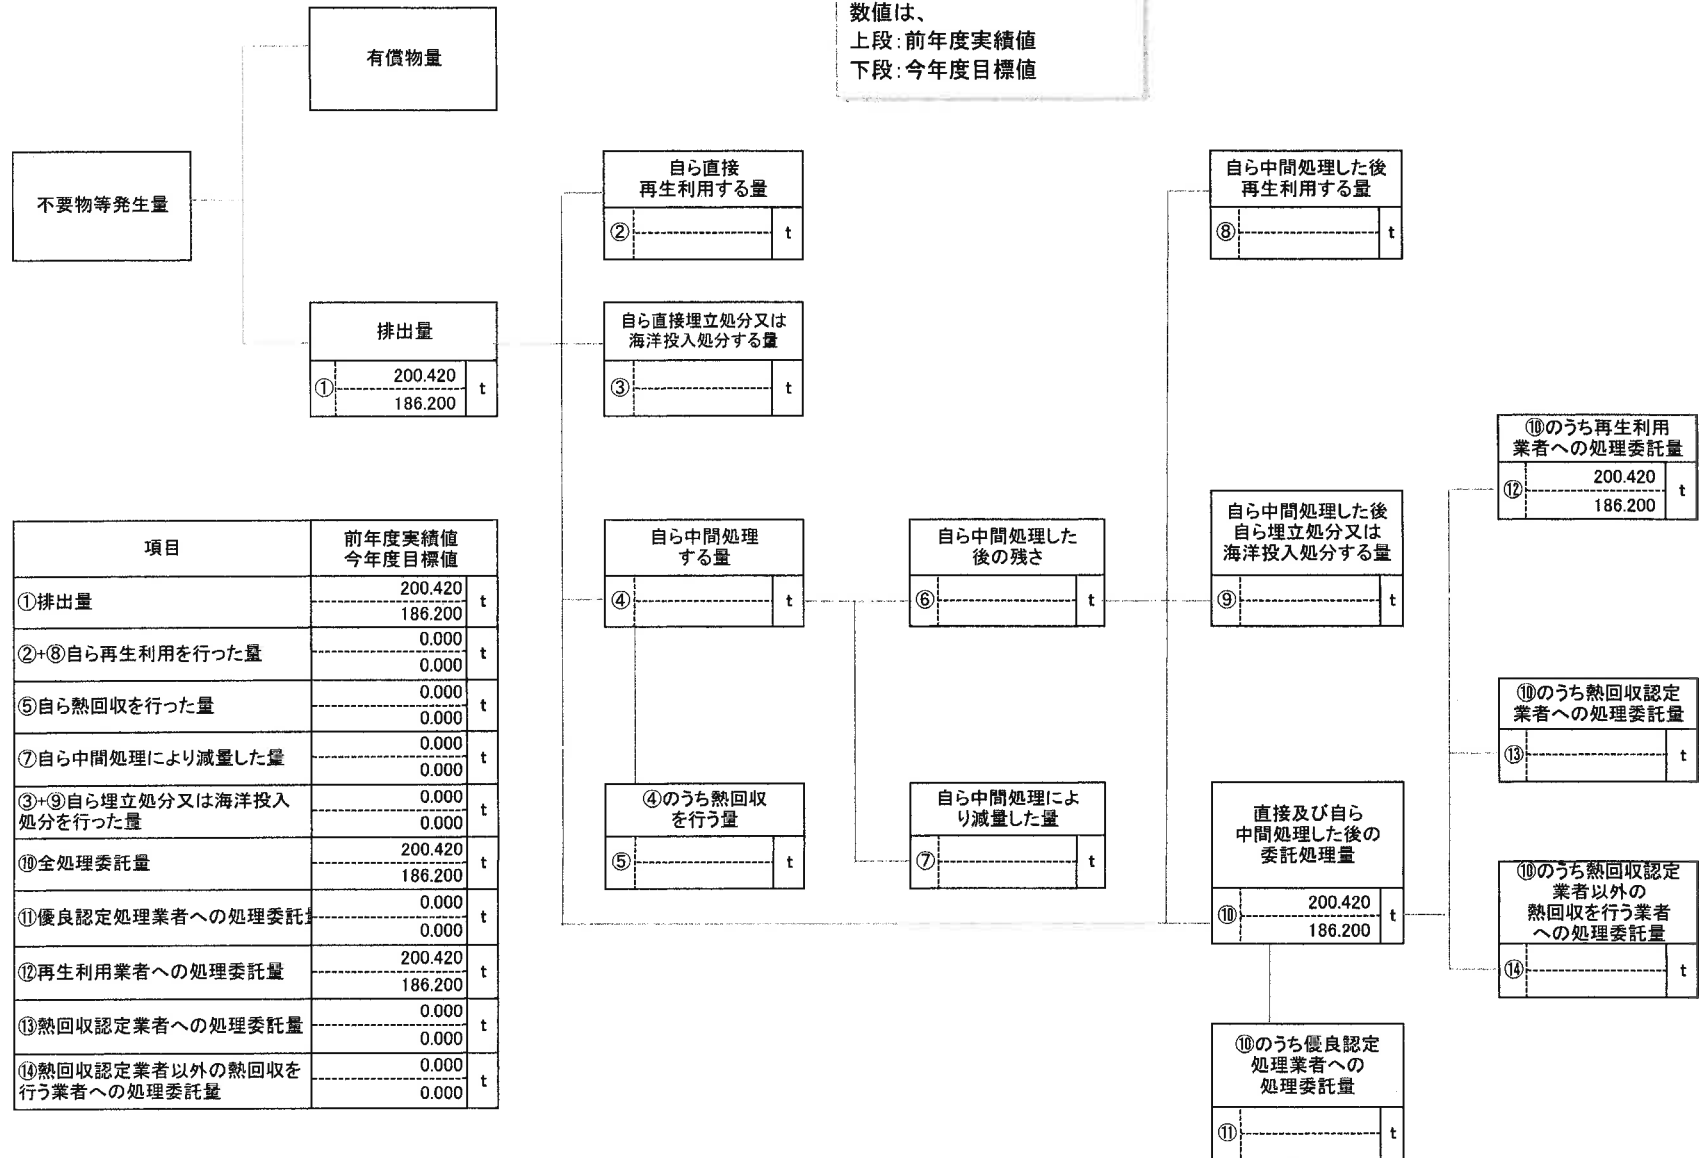 数値は、
上段:前年度実績値
下段:今年度目標値
有償物量
不要物等発生量
排出量
① 200.420 t
186.200
自ら直接
再生利用する量
② t
自ら直接埋立処分又は
海洋投入処分する量
③ t
自ら中間処理した後
再生利用する量
⑧ t
自ら中間処理
する量
④ t
自ら中間処理した
後の残さ
⑥ t
自ら中間処理した後
自ら埋立処分又は
海洋投入処分する量
⑨ t
④のうち熱回収
を行う量
⑤ t
自ら中間処理によ
り減量した量
⑦ t
直接及び自ら
中間処理した後の
委託処理量
⑩ 200.420 t
186.200
⑩のうち優良認定
処理業者への
処理委託量
⑪ t
⑩のうち再生利用
業者への処理委託量
⑫ 200.420 t
186.200
⑩のうち熱回収認定
業者への処理委託量
⑬ t
⑩のうち熱回収認定
業者以外の
熱回収を行う業者
への処理委託量
⑭ t
項目 前年度実績値
今年度目標値
①排出量 200.420 t
186.200
②+⑧自ら再生利用を行った量 0.000 t
0.000
⑤自ら熱回収を行った量 0.000 t
0.000
⑦自ら中間処理により減量した量 0.000 t
0.000
③+⑨自ら埋立処分又は海洋投入 0.000 t
処分を行った量 0.000
⑩全処理委託量 200.420 t
186.200
⑪優良認定処理業者への処理委託 0.000 t
0.000
⑫再生利用業者への処理委託量 200.420 t
186.200
⑬熱回収認定業者への処理委託量 0.000 t
0.000
⑭熱回収認定業者以外の熱回収を 0.000 t
行う業者への処理委託量 0.000